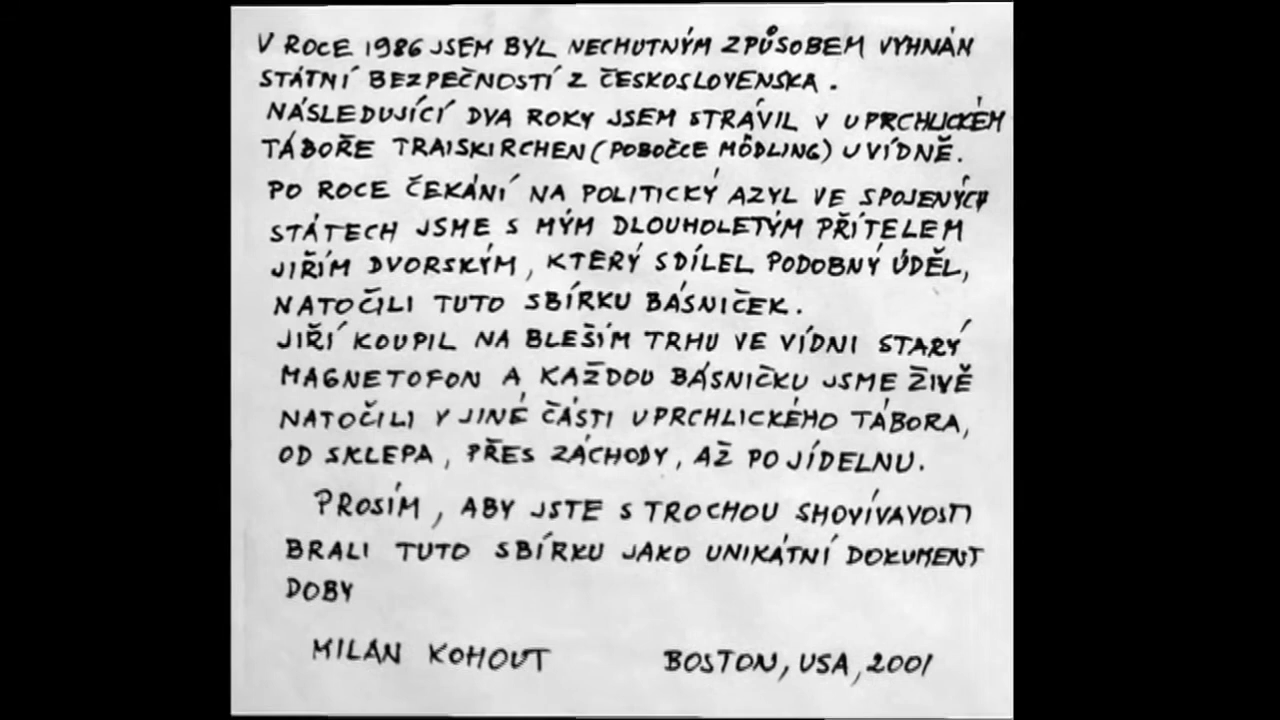 V ROCE 1986 JSEM BYL NECHUTNÝM ZPŮSOBEM VYHNÁN
STÁTNÍ BEZPEČNOSTÍ Z ČESKOSLOVENSKA.
NÁSLEDUJÍCÍ DVA ROKY JSEM STRÁVIL V UPRCHLICKÉM
TÁBOŘE TRAISKIRCHEN (POBOČCE MÖDLING) U VÍDNĚ.
PO ROCE ČEKÁNÍ NA POLITICKÝ AZYL VE SPOJENÝCH
STÁTECH JSME S MÝM DLOUHOLETÝM PŘÍTELEM
JIŘÍM DVORSKÝM, KTERÝ SDÍLEL PODOBNÝ ÚDĚL,
NATOČILI TUTO SBÍRKU BÁSNIČEK.
JIŘÍ KOUPIL NA BLEŠÍM TRHU VE VÍDNI STARÝ
MAGNETOFON A KAŽDOU BÁSNIČKU JSME ŽIVĚ
NATOČILI V JINÉ ČÁSTI UPRCHLICKÉHO TÁBORA,
OD SKLEPA, PŘES ZÁCHODY, AŽ PO JÍDELNU.
PROSÍM, ABY JSTE S TROCHOU SHOVÍVAVOSTI
BRALI TUTO SBÍRKU JAKO UNIKÁTNÍ DOKUMENT
DOBY
MILAN KOHOUT BOSTON, USA, 2001